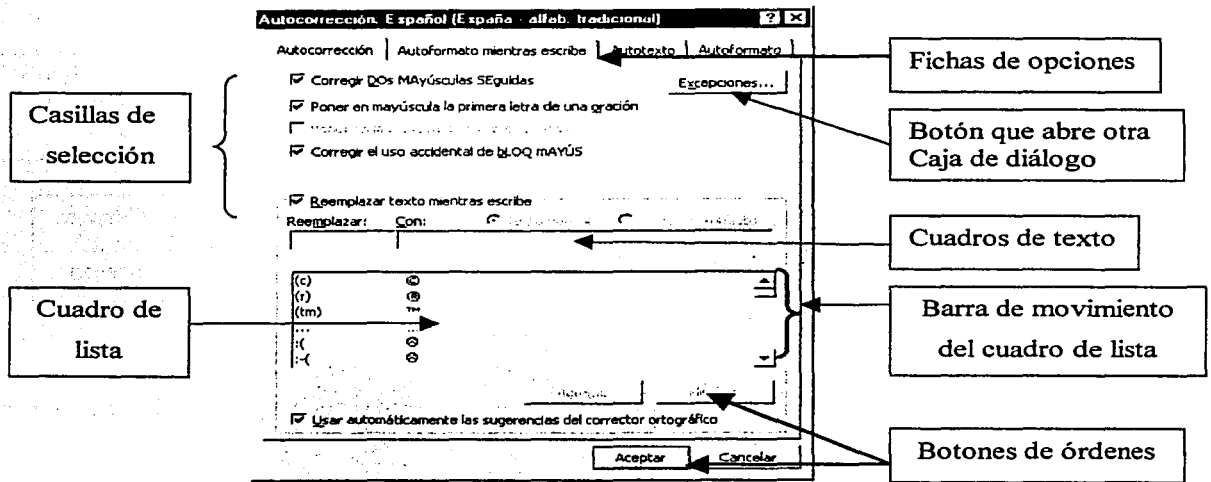 Autocorrección. Español (España - alfab. tradicional)
Autocorrección
Autoformato mientras escribe
Autotexto
Autoformato
Fichas de opciones
Corregir DOs MAyúsculas SEguidas
Excepciones...
Poner en mayúscula la primera letra de una oración
Casillas de
selección
Botón que abre otra
Caja de diálogo
Corregir el uso accidental de bLOQ mAYÚS
Reemplazar texto mientras escribe
Reemplazar:
Con:
Cuadros de texto
(c) ©
(r) ®
(tm) ™
... ...
:( ☹
:-( ☹
Cuadro de
lista
Barra de movimiento
del cuadro de lista
Usar automáticamente las sugerencias del corrector ortográfico
Aceptar
Cancelar
Botones de órdenes